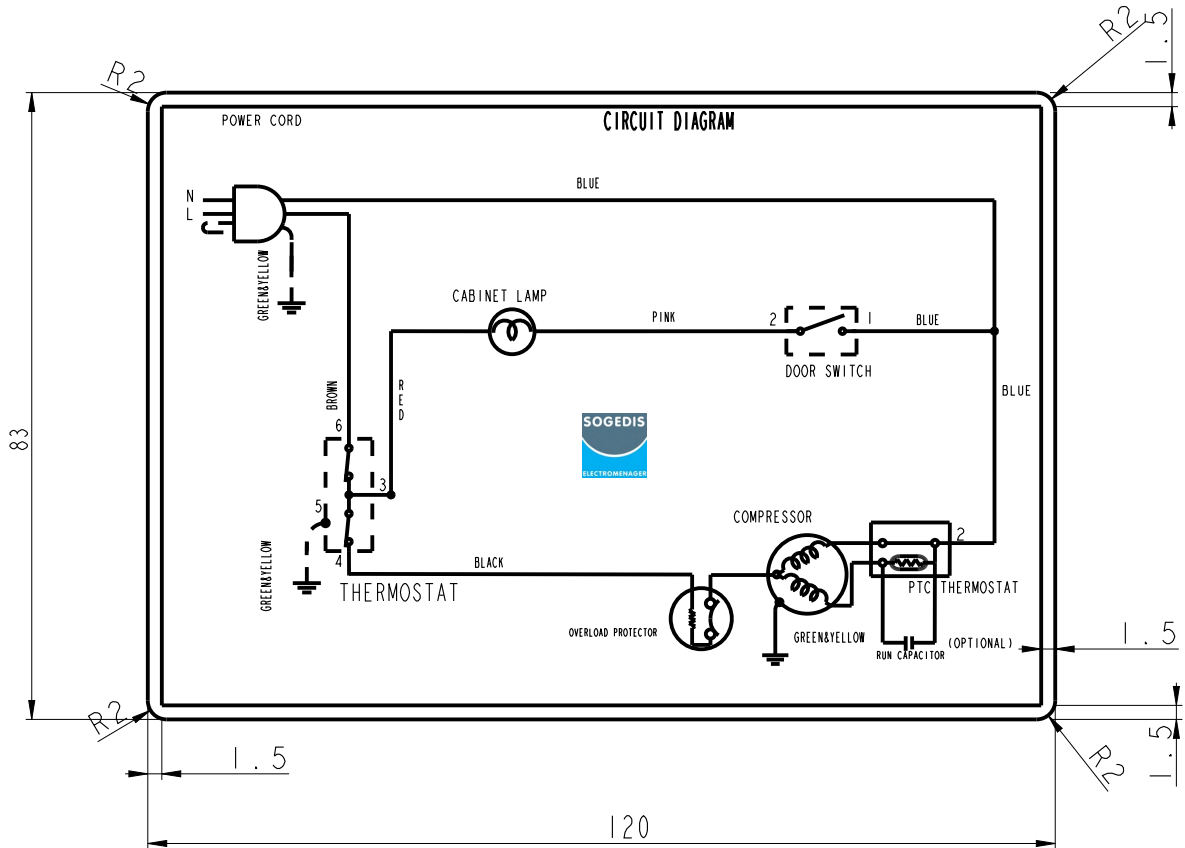 R2
R2
1.5
POWER CORD
CIRCUIT DIAGRAM
N
BLUE
L
GREEN&YELLOW
CABINET LAMP
PINK
2
1
BLUE
DOOR SWITCH
BROWN
RED
BLUE
83
6
SOGEDIS
ELECTROMENAGER
3
5
COMPRESSOR
2
GREEN&YELLOW
4
BLACK
THERMOSTAT
PTC THERMOSTAT
OVERLOAD PROTECTOR
GREEN&YELLOW
RUN CAPACITOR
(OPTIONAL)
1.5
R2
1.5
1.5
R2
120